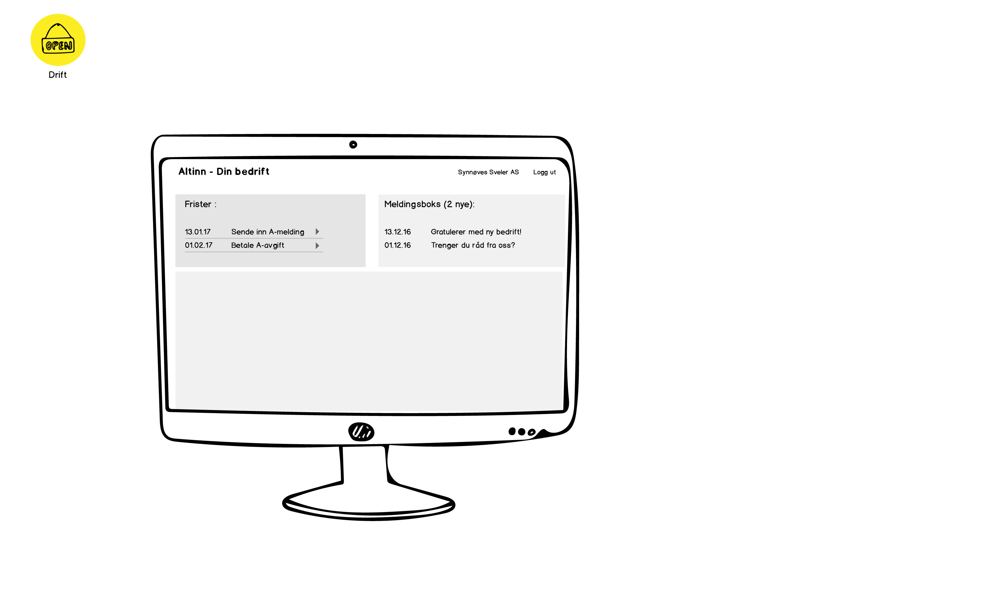 OPEN
Drift
Altinn - Din bedrift
Synnøves Sveler AS
Logg ut
Frister :
13.01.17 Sende inn A-melding
01.02.17 Betale A-avgift
Meldingsboks (2 nye):
13.12.16 Gratulerer med ny bedrift!
01.12.16 Trenger du råd fra oss?